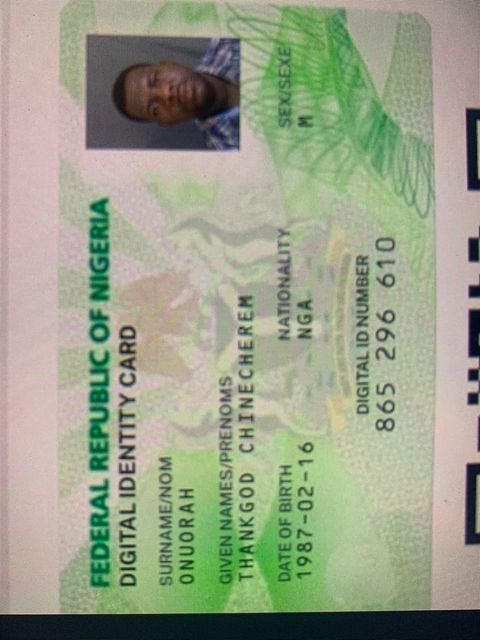 FEDERAL REPUBLIC OF NIGERIA
DIGITAL IDENTITY CARD
SURNAME/NOM
ONUORAH
GIVEN NAMES/PRENOMS
THANKGOD CHINECHEREM
DATE OF BIRTH
1987-02-16
NATIONALITY
NGA
SEX/SEXE
M
DIGITAL ID NUMBER
865 296 610